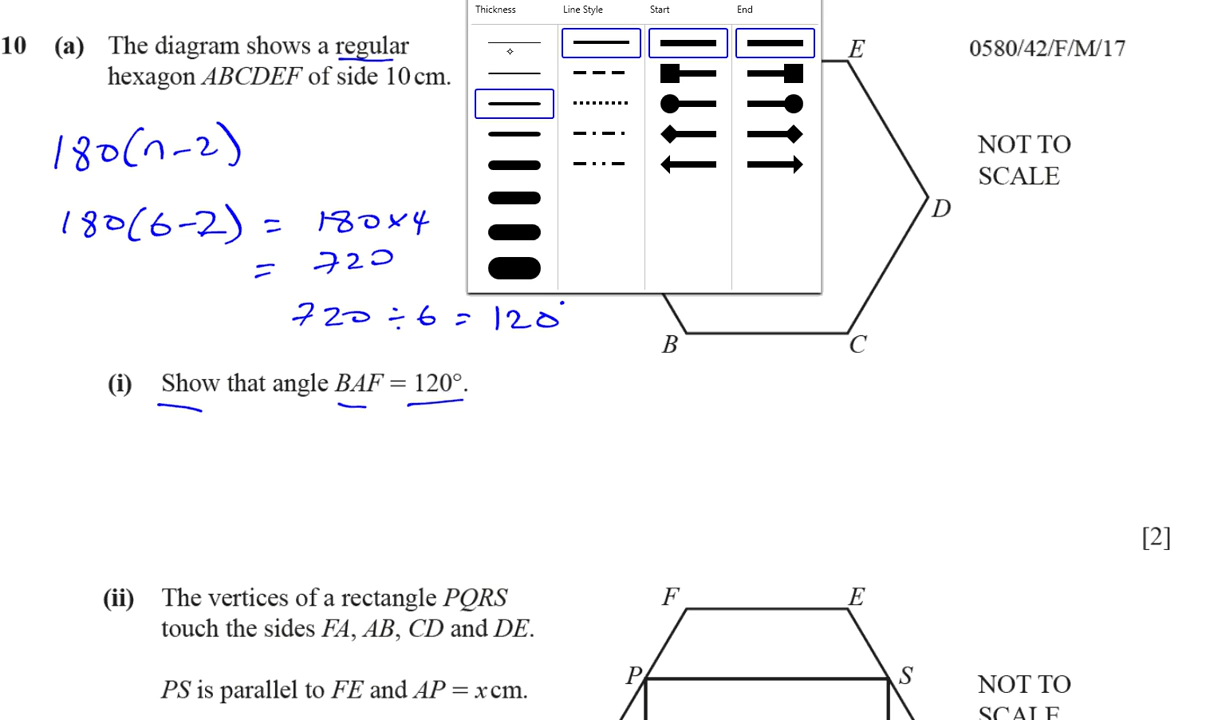 Thickness Line Style Start End
10 (a) The diagram shows a regular
hexagon ABCDEF of side 10 cm.
E
0580/42/F/M/17
180(n-2)
NOT TO
SCALE
180(6-2) = 180×4
D
= 720
720 ÷ 6 = 120°
B
C
(i) Show that angle BAF = 120°.
[2]
(ii) The vertices of a rectangle PQRS
touch the sides FA, AB, CD and DE.
F
E
PS is parallel to FE and AP = x cm.
P
S
NOT TO
SCALE